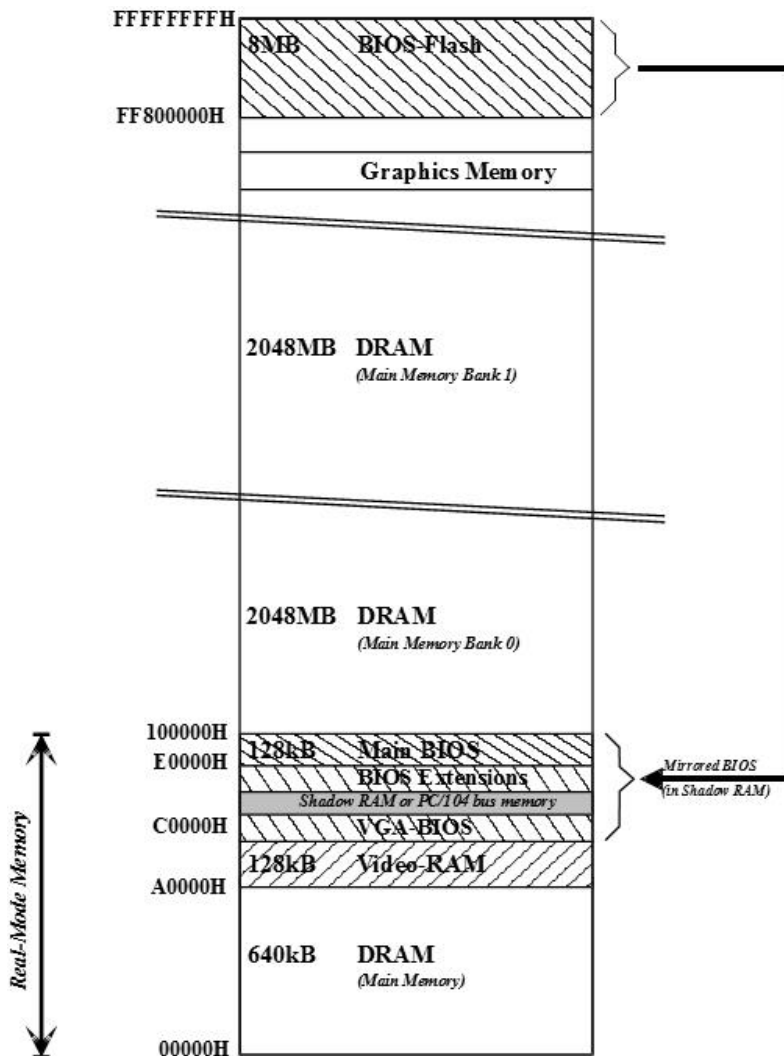 FFFFFFFFH
8MB BIOS-Flash
FF800000H
Graphics Memory
2048MB DRAM
(Main Memory Bank 1)
2048MB DRAM
(Main Memory Bank 0)
100000H
128kB Main BIOS
E0000H
BIOS Extensions
Mirrored BIOS
(in Shadow RAM)
Shadow RAM or PC/104 bus memory
C0000H
VGA-BIOS
128kB Video-RAM
A0000H
Real-Mode Memory
640kB DRAM
(Main Memory)
00000H